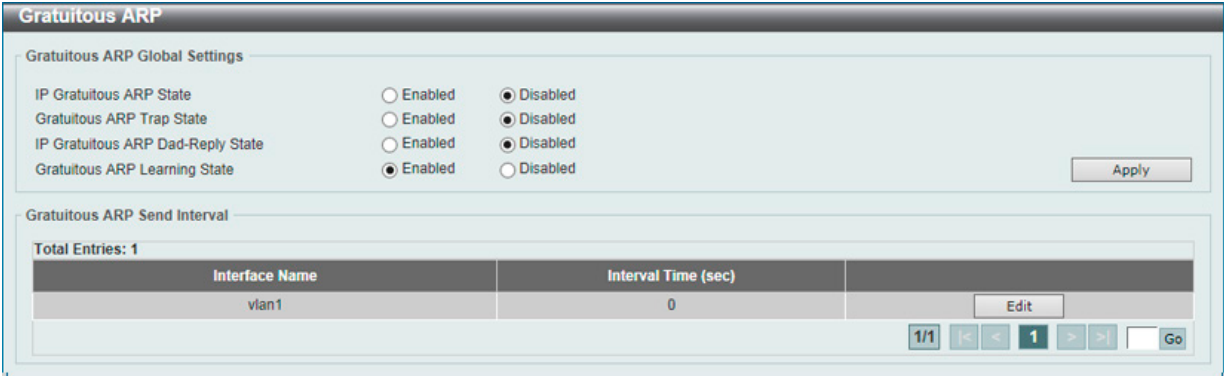 Gratuitous ARP
Gratuitous ARP Global Settings
IP Gratuitous ARP State Enabled Disabled
Gratuitous ARP Trap State Enabled Disabled
IP Gratuitous ARP Dad-Reply State Enabled Disabled
Gratuitous ARP Learning State Enabled Disabled Apply
Gratuitous ARP Send Interval
Total Entries: 1
Interface Name Interval Time (sec)
vlan1 0 Edit
1/1 |< < 1 > >| Go